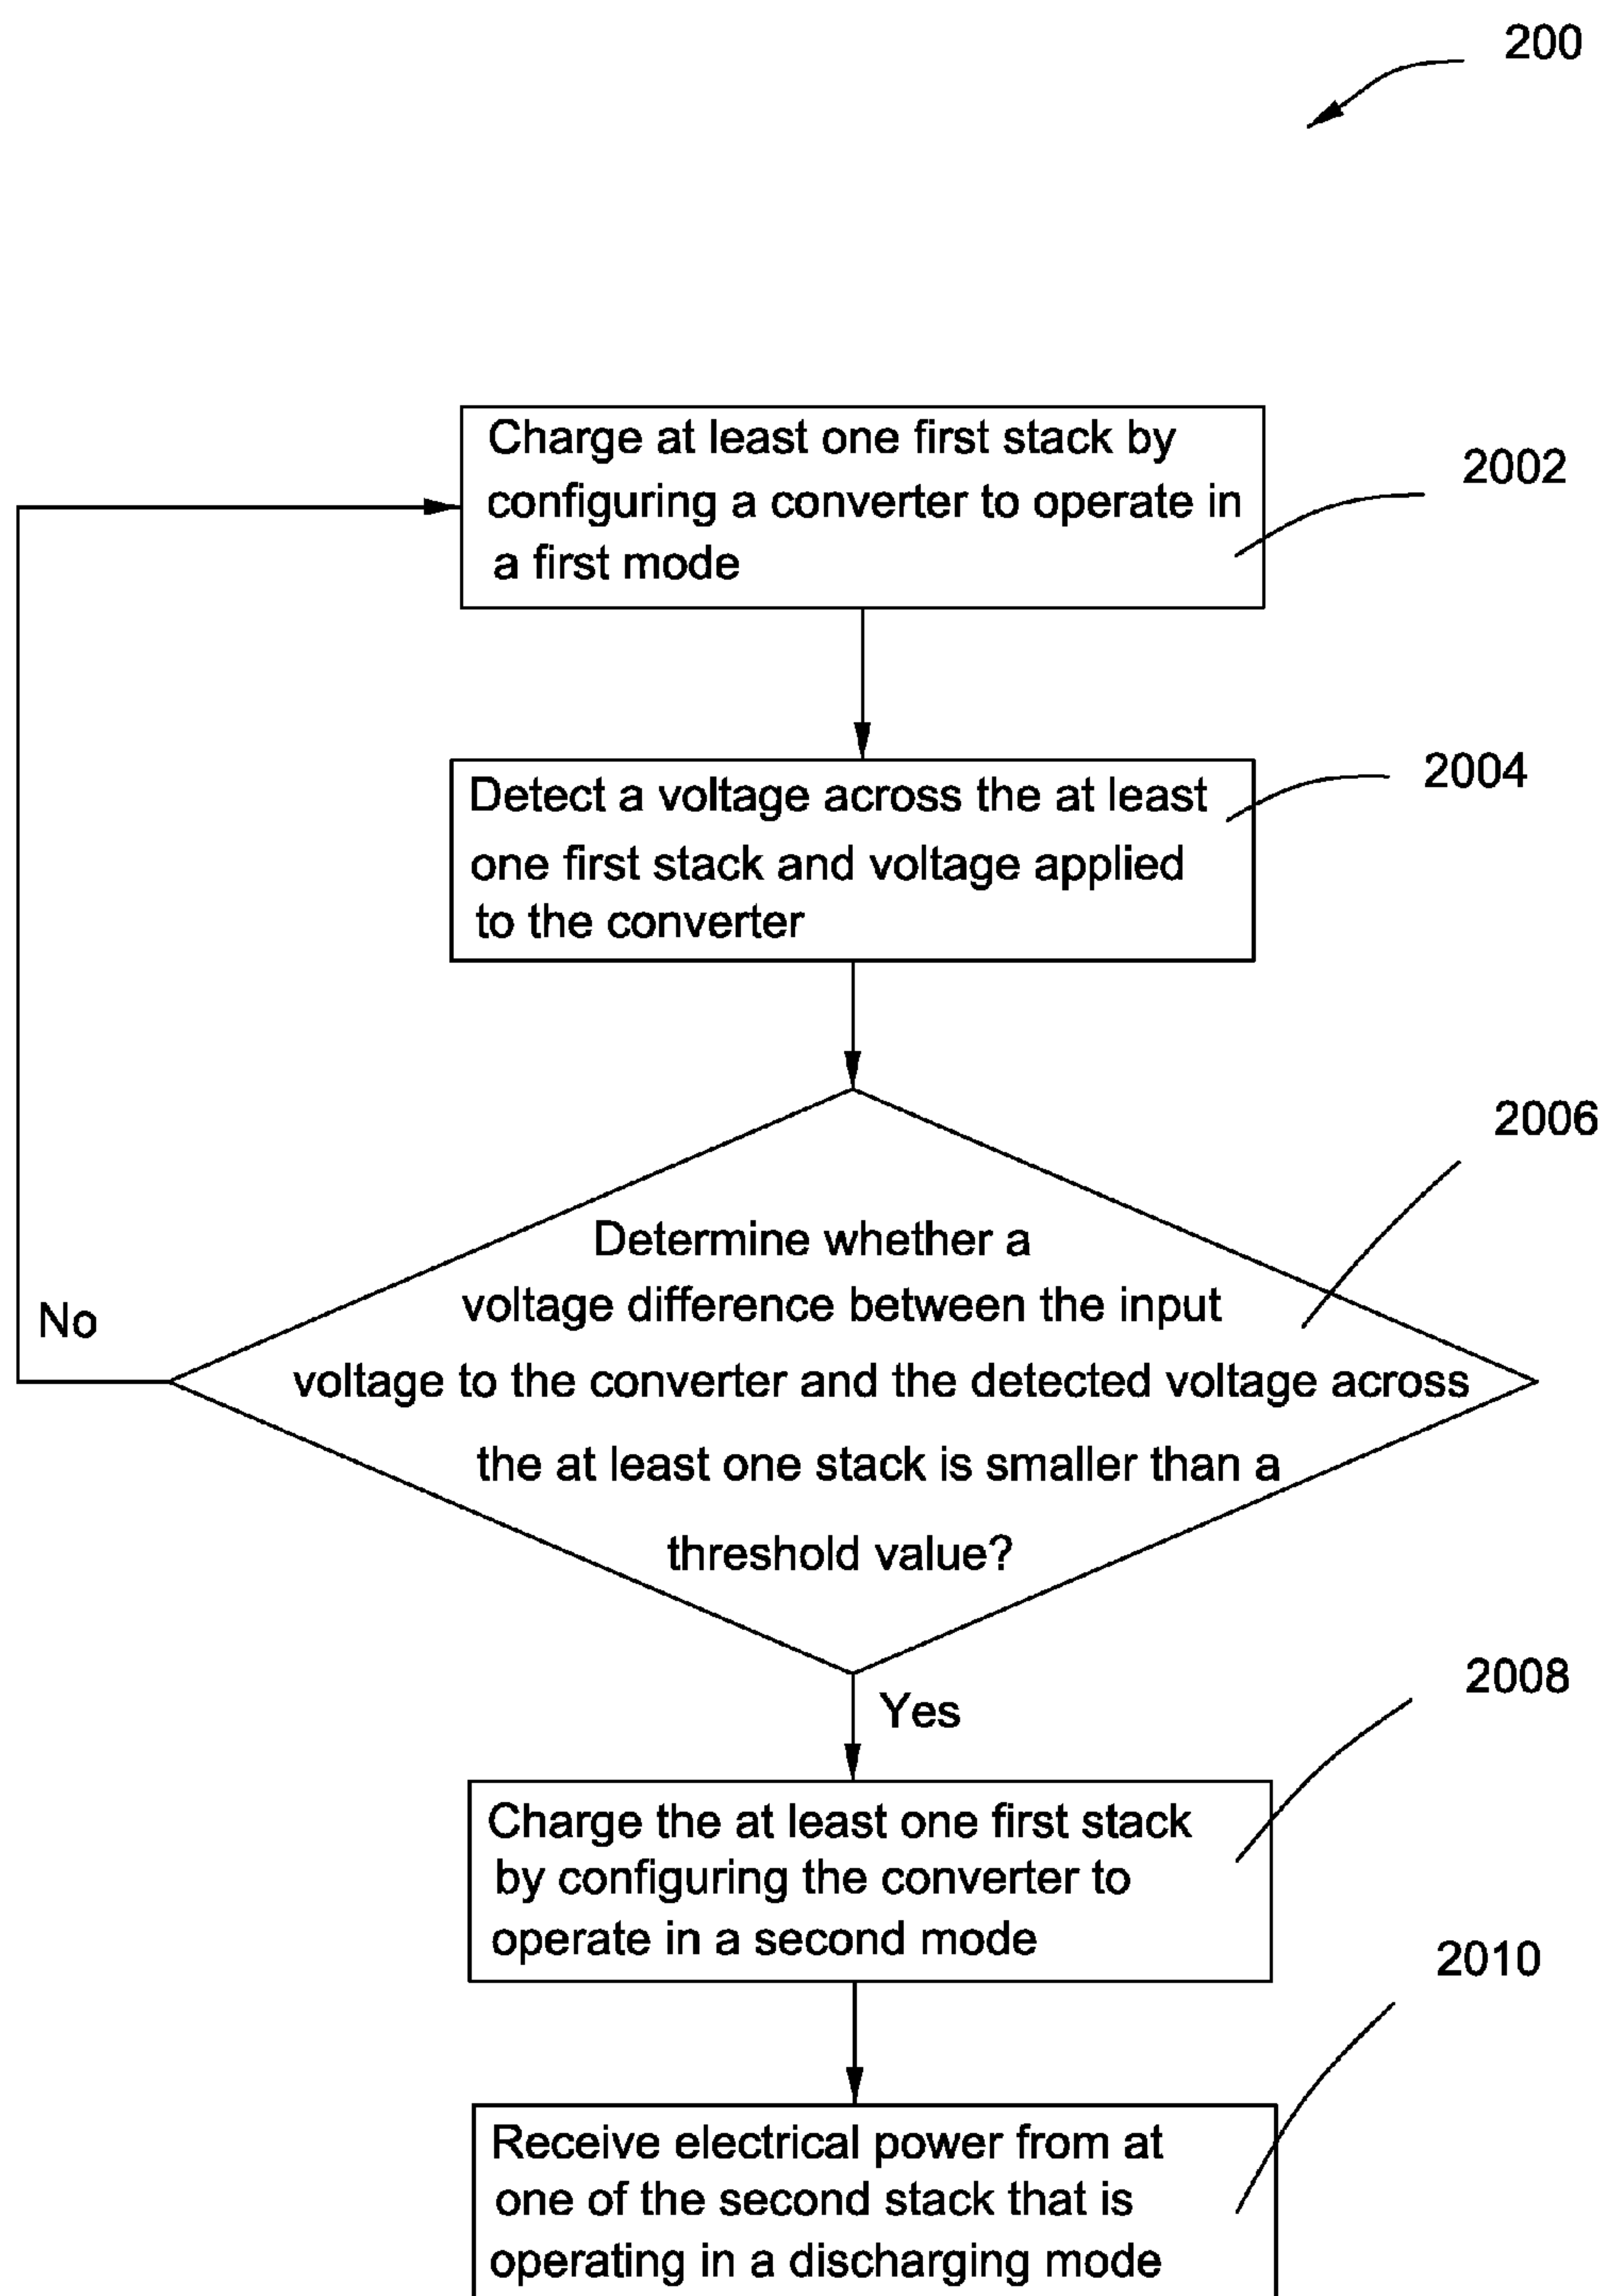 200
Charge at least one first stack by
configuring a converter to operate in
a first mode
2002
Detect a voltage across the at least
one first stack and voltage applied
to the converter
2004
2006
Determine whether a
voltage difference between the input
voltage to the converter and the detected voltage across
the at least one stack is smaller than a
threshold value?
No
Yes
2008
Charge the at least one first stack
by configuring the converter to
operate in a second mode
2010
Receive electrical power from at
one of the second stack that is
operating in a discharging mode